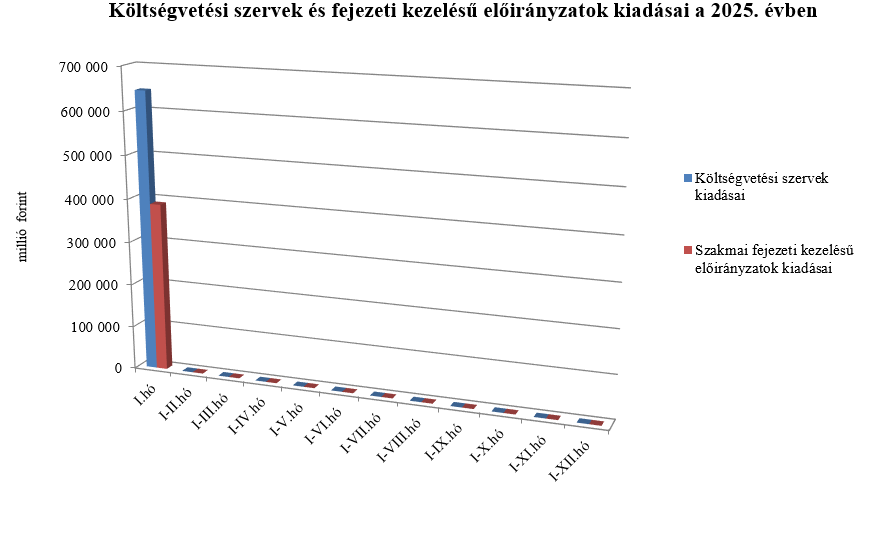 Költségvetési szervek és fejezeti kezelésű előirányzatok kiadásai a 2025. évben
700 000
600 000
500 000
400 000
300 000
200 000
100 000
0
millió forint
I.hó
I-II.hó
I-III.hó
I-IV.hó
I-V.hó
I-VI.hó
I-VII.hó
I-VIII.hó
I-IX.hó
I-X.hó
I-XI.hó
I-XII.hó
Költségvetési szervek
kiadásai
Szakmai fejezeti kezelésű
előirányzatok kiadásai